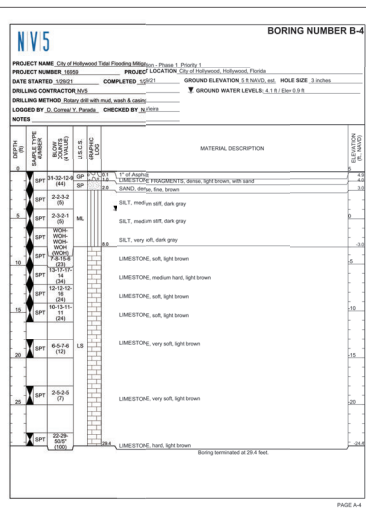 BORING NUMBER B-4
N|V|5
PROJECT NAME City of Hollywood Tidal Flooding Mitigation - Phase 1 Priority 1
PROJECT NUMBER 16959 PROJECT LOCATION City of Hollywood, Hollywood, Florida
DATE STARTED 1/29/21 COMPLETED GROUND ELEVATION 5 ft NAVD, est. HOLE SIZE 3 inches
DRILLING CONTRACTOR NV5 GROUND WATER LEVELS: 4.1 ft / Elev 0.9 ft
DRILLING METHOD Rotary drill with mud, wash & casing
LOGGED BY O. Correa/ Y. Parada CHECKED BY
NOTES
DEPTH (ft)
SAMPLE TYPE NUMBER
BLOW COUNTS (N VALUE)
U.S.C.S.
GRAPHIC LOG
MATERIAL DESCRIPTION
ELEVATION (ft, NAVD)
0 5
0.1 1" of Asphalt 4.9
SPT 31-32-12-9 (44) GP 1.0 LIMESTONE FRAGMENTS, dense, light brown, with sand 4.0
SP 2.0 SAND, dense, fine, brown 3.0
SPT 2-2-3-2 (5) SILT, medium stiff, dark gray
5 SPT 2-3-2-1 (5) ML SILT, medium stiff, dark gray 0
SPT WOH-WOH-WOH-WOH (WOH) SILT, very soft, dark gray
8.0 -3.0
SPT 7-8-15-6 (23) LIMESTONE, soft, light brown
10 -5
SPT 13-17-17-14 (34) LIMESTONE, medium hard, light brown
SPT 12-12-12-16 (24) LIMESTONE, soft, light brown
15 SPT 10-13-11-11 (24) LIMESTONE, soft, light brown -10
SPT 6-5-7-6 (12) LS LIMESTONE, very soft, light brown
20 -15
SPT 2-5-2-5 (7) LIMESTONE, very soft, light brown
25 -20
SPT 22-29-50/5" (100) 29.4 LIMESTONE, hard, light brown -24.4
Boring terminated at 29.4 feet.
PAGE A-4